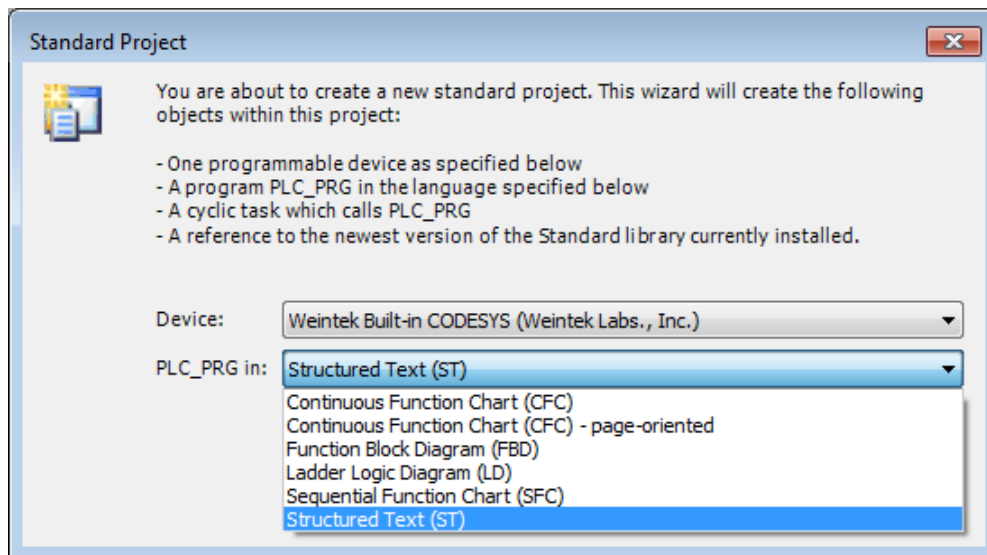 Standard Project
You are about to create a new standard project. This wizard will create the following
objects within this project:
- One programmable device as specified below
- A program PLC_PRG in the language specified below
- A cyclic task which calls PLC_PRG
- A reference to the newest version of the Standard library currently installed.
Device: Weintek Built-in CODESYS (Weintek Labs., Inc.)
PLC_PRG in: Structured Text (ST)
Continuous Function Chart (CFC)
Continuous Function Chart (CFC) - page-oriented
Function Block Diagram (FBD)
Ladder Logic Diagram (LD)
Sequential Function Chart (SFC)
Structured Text (ST)